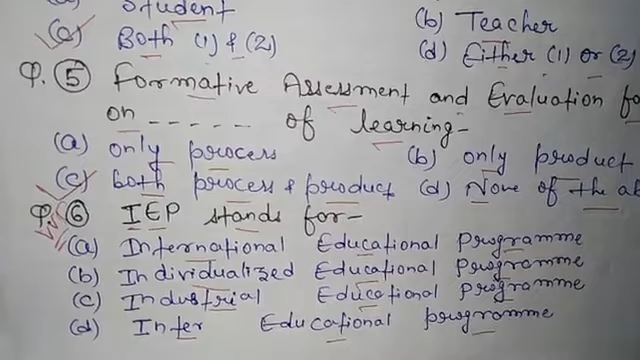 Student
(b) Teacher
(c) Both (1) & (2)
(d) Either (1) or (2)
Q. 5 Formative Assessment and Evaluation fo
on _ _ _ _ _ of learning-
(a) only process
(b) only product
(c) both process & product (d) None of the ab
Q. 6 IEP stands for-
(a) International Educational Programme
(b) Individualized Educational Programme
(c) Industrial Educational Programme
(d) Inter Educational programme